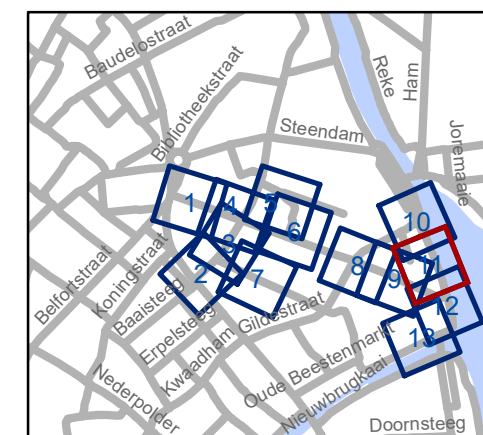 Baudelostraat
Bibliotheekstraat
Reke
Ham
Steendam
Joremaaie
1
4
5
6
3
2
7
8
9
10
11
12
13
Belfortstraat
Koningstraat
Baaisteeg
Erpelsteeg
Kwaadham
Gildestraat
Oude Beestenmarkt
Nieuwbrugkaai
Nederpolder
Doornsteeg